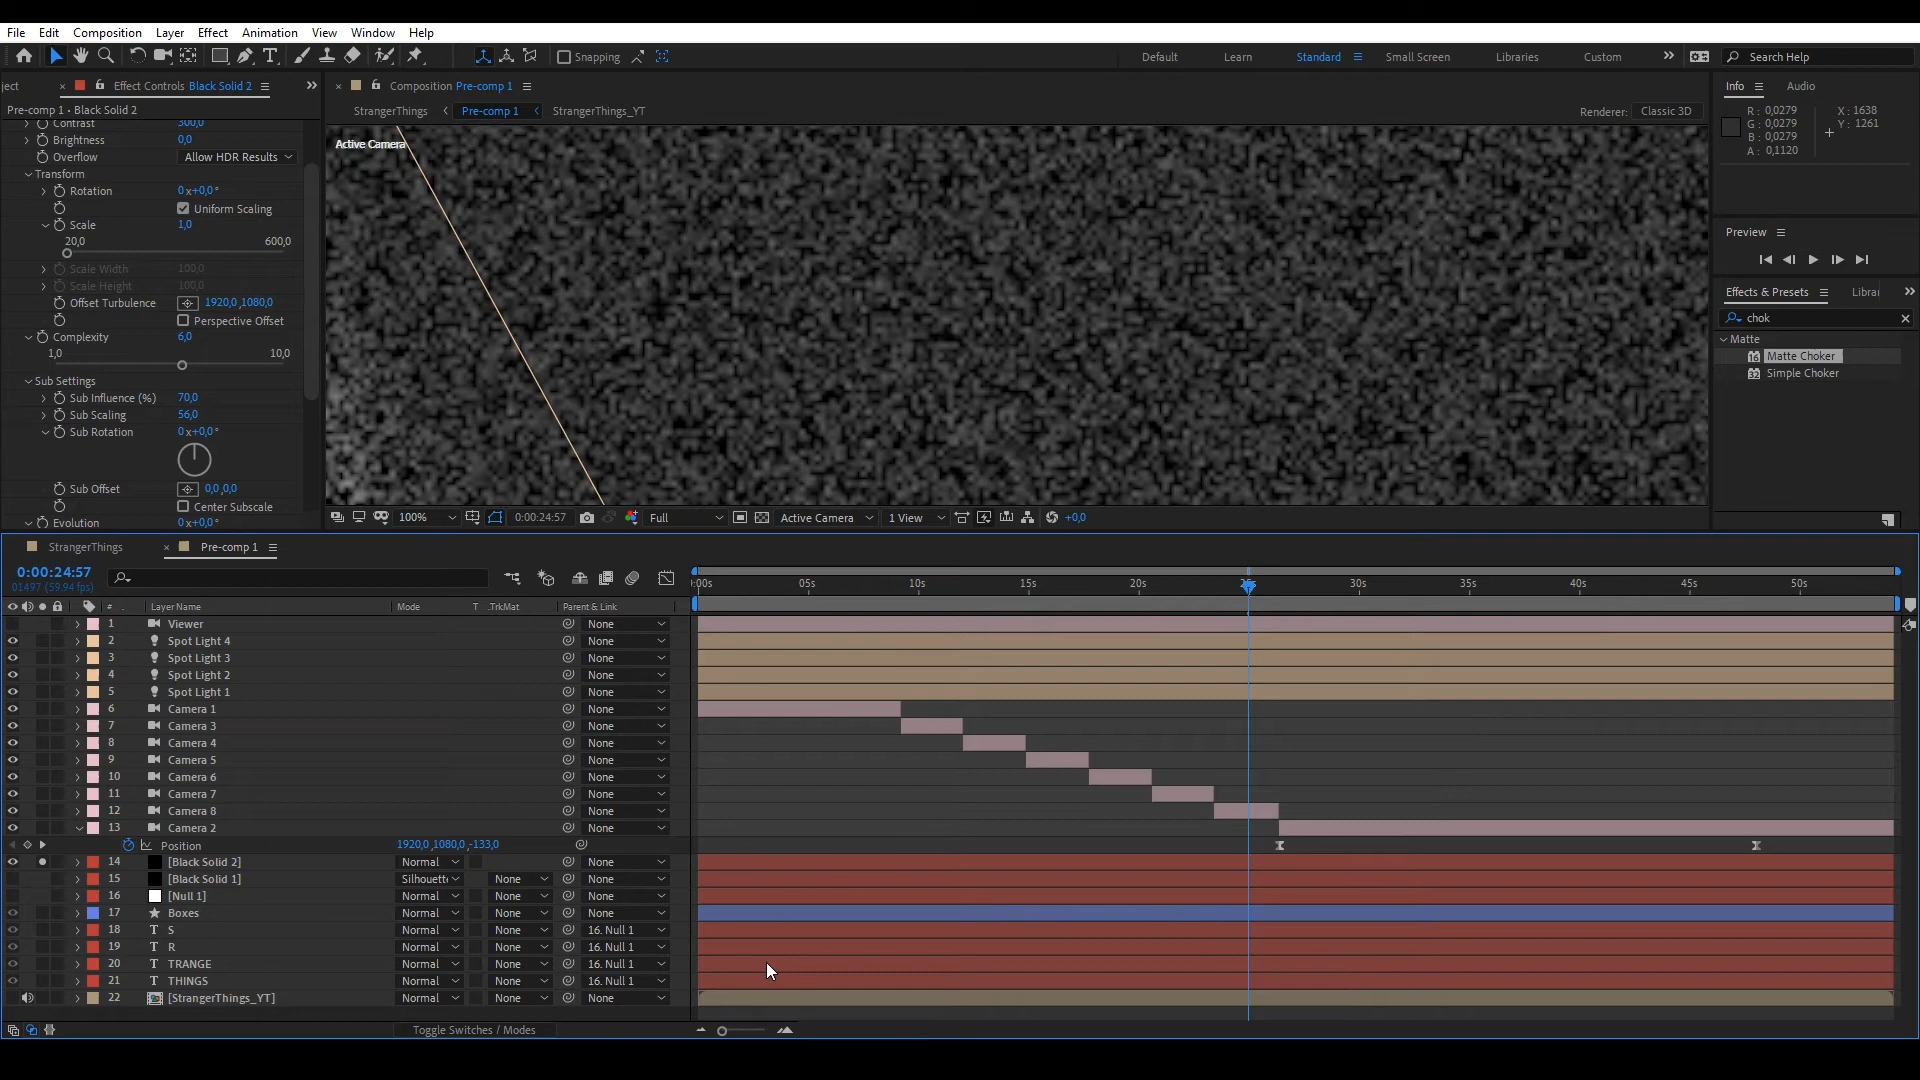 File Edit Composition Layer Effect Animation View Window Help
Snapping
Default Learn Standard Small Screen Libraries Custom Search Help
ject Effect Controls Black Solid 2
Composition Pre-comp 1
Info Audio
Pre-comp 1 • Black Solid 2
StrangerThings Pre-comp 1 StrangerThings_YT
Renderer: Classic 3D
R : 0,0279 X : 1638
G : 0,0279 Y : 1261
B : 0,0279
A : 0,1120
Contrast 300,0
Brightness 0,0
Overflow Allow HDR Results
Transform
Rotation 0x+0,0°
Uniform Scaling
Scale 1,0
20,0 600,0
Scale Width 100,0
Scale Height 100,0
Offset Turbulence 1920,0 ,1080,0
Perspective Offset
Complexity 6,0
1,0 10,0
Sub Settings
Sub Influence (%) 70,0
Sub Scaling 56,0
Sub Rotation 0x+0,0°
Sub Offset 0,0 ,0,0
Center Subscale
Evolution 0x+0,0°
Active Camera
100% 0:00:24:57 Full Active Camera 1 View +0,0
Preview
Effects & Presets Librar
chok
Matte
16 Matte Choker
32 Simple Choker
StrangerThings Pre-comp 1
0:00:24:57
01497 (59.94 fps)
:00s 05s 10s 15s 20s 25s 30s 35s 40s 45s 50s
# Layer Name Mode T .TrkMat Parent & Link
1 Viewer None
2 Spot Light 4 None
3 Spot Light 3 None
4 Spot Light 2 None
5 Spot Light 1 None
6 Camera 1 None
7 Camera 3 None
8 Camera 4 None
9 Camera 5 None
10 Camera 6 None
11 Camera 7 None
12 Camera 8 None
13 Camera 2 None
Position 1920,0 ,1080,0 ,-133,0
14 [Black Solid 2] Normal None
15 [Black Solid 1] Silhouette None None
16 [Null 1] Normal None None
17 Boxes Normal None None
18 T S Normal None 16. Null 1
19 T R Normal None 16. Null 1
20 T TRANGE Normal None 16. Null 1
21 T THINGS Normal None 16. Null 1
22 [StrangerThings_YT] Normal None None
Toggle Switches / Modes